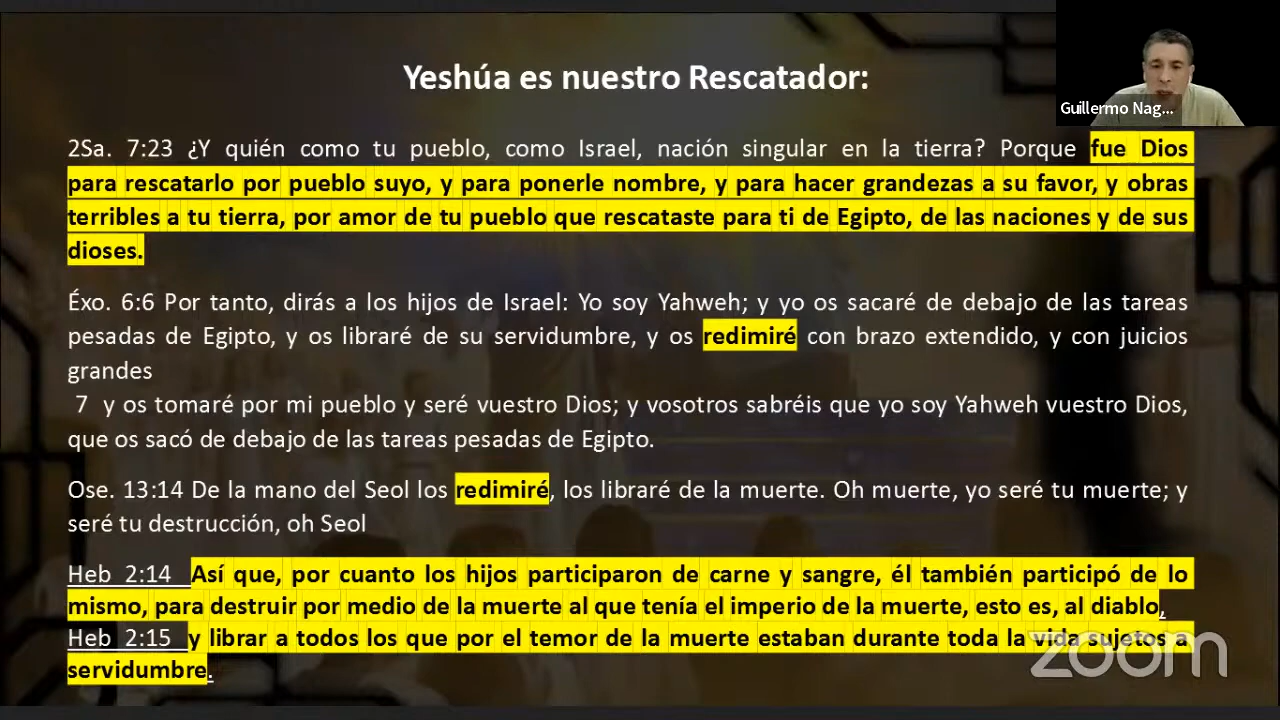 Yeshúa es nuestro Rescatador:
Guillermo Nag...
2Sa. 7:23 ¿Y quién como tu pueblo, como Israel, nación singular en la tierra? Porque fue Dios
para rescatarlo por pueblo suyo, y para ponerle nombre, y para hacer grandezas a su favor, y obras
terribles a tu tierra, por amor de tu pueblo que rescataste para ti de Egipto, de las naciones y de sus
dioses.
Éxo. 6:6 Por tanto, dirás a los hijos de Israel: Yo soy Yahweh; y yo os sacaré de debajo de las tareas
pesadas de Egipto, y os libraré de su servidumbre, y os redimiré con brazo extendido, y con juicios
grandes
7 y os tomaré por mi pueblo y seré vuestro Dios; y vosotros sabréis que yo soy Yahweh vuestro Dios,
que os sacó de debajo de las tareas pesadas de Egipto.
Ose. 13:14 De la mano del Seol los redimiré, los libraré de la muerte. Oh muerte, yo seré tu muerte; y
seré tu destrucción, oh Seol
Heb 2:14 Así que, por cuanto los hijos participaron de carne y sangre, él también participó de lo
mismo, para destruir por medio de la muerte al que tenía el imperio de la muerte, esto es, al diablo,
Heb 2:15 y librar a todos los que por el temor de la muerte estaban durante toda la vida sujetos a
servidumbre.
zoom